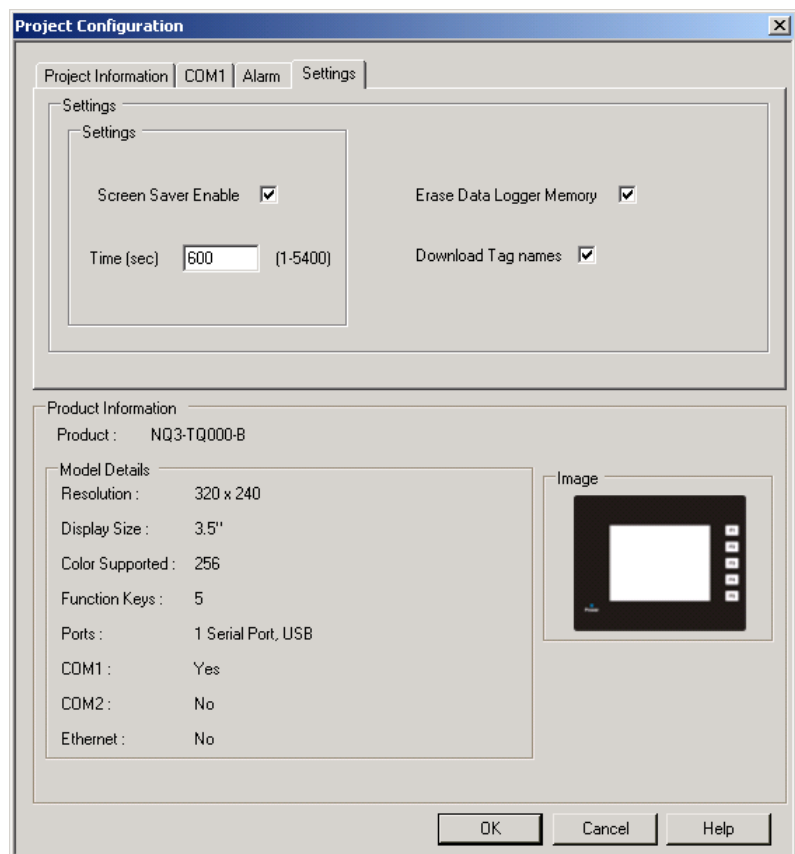 Project Configuration
Project Information
COM1
Alarm
Settings
Settings
Settings
Screen Saver Enable
Erase Data Logger Memory
Time (sec) 600 (1-5400)
Download Tag names
Product Information
Product : NQ3-TQ000-B
Model Details
Resolution : 320 x 240
Display Size : 3.5''
Color Supported : 256
Function Keys : 5
Ports : 1 Serial Port, USB
COM1 : Yes
COM2 : No
Ethernet : No
Image
OK
Cancel
Help